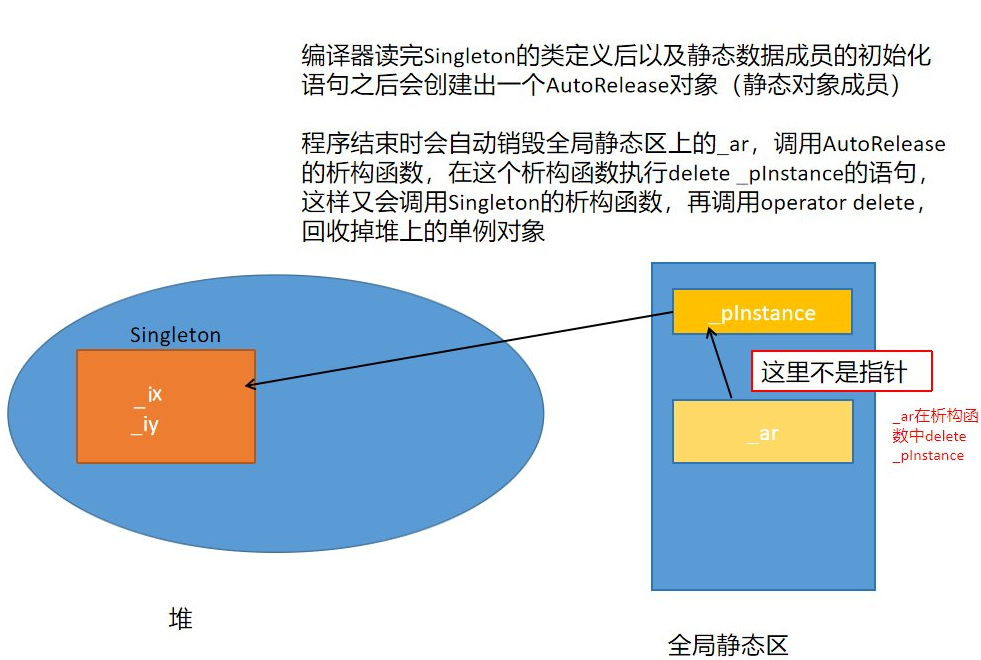 编译器读完Singleton的类定义后以及静态数据成员的初始化
语句之后会创建出一个AutoRelease对象（静态对象成员）
程序结束时会自动销毁全局静态区上的_ar，调用AutoRelease
的析构函数，在这个析构函数执行delete _pInstance的语句，
这样又会调用Singleton的析构函数，再调用operator delete，
回收掉堆上的单例对象
Singleton
_ix
_iy
堆
_pInstance
这里不是指针
_ar
_ar在析构函
数中delete
_pInstance
全局静态区